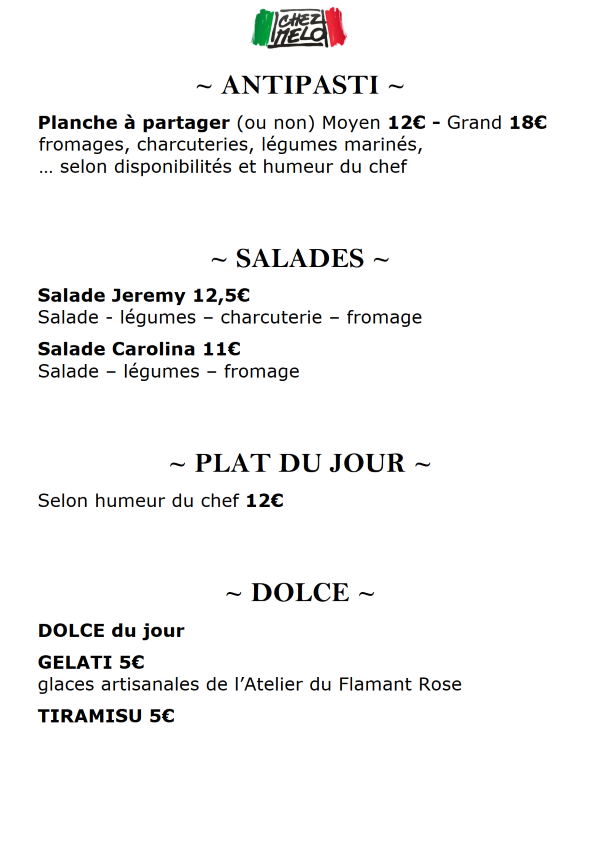 CHEZ
MELO
~ ANTIPASTI ~
Planche à partager (ou non) Moyen 12€ - Grand 18€
fromages, charcuteries, légumes marinés,
… selon disponibilités et humeur du chef
~ SALADES ~
Salade Jeremy 12,5€
Salade - légumes – charcuterie – fromage
Salade Carolina 11€
Salade – légumes – fromage
~ PLAT DU JOUR ~
Selon humeur du chef 12€
~ DOLCE ~
DOLCE du jour
GELATI 5€
glaces artisanales de l’Atelier du Flamant Rose
TIRAMISU 5€